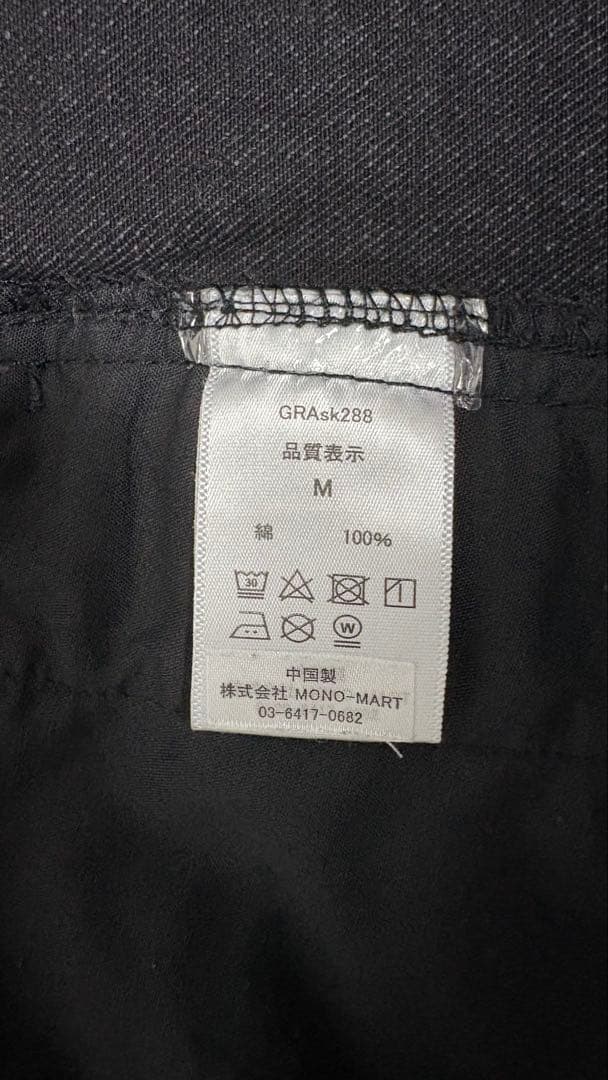 GRAsk288
品質表示
M
綿 100%
30
W
中国製
株式会社 MONO-MART
03-6417-0682